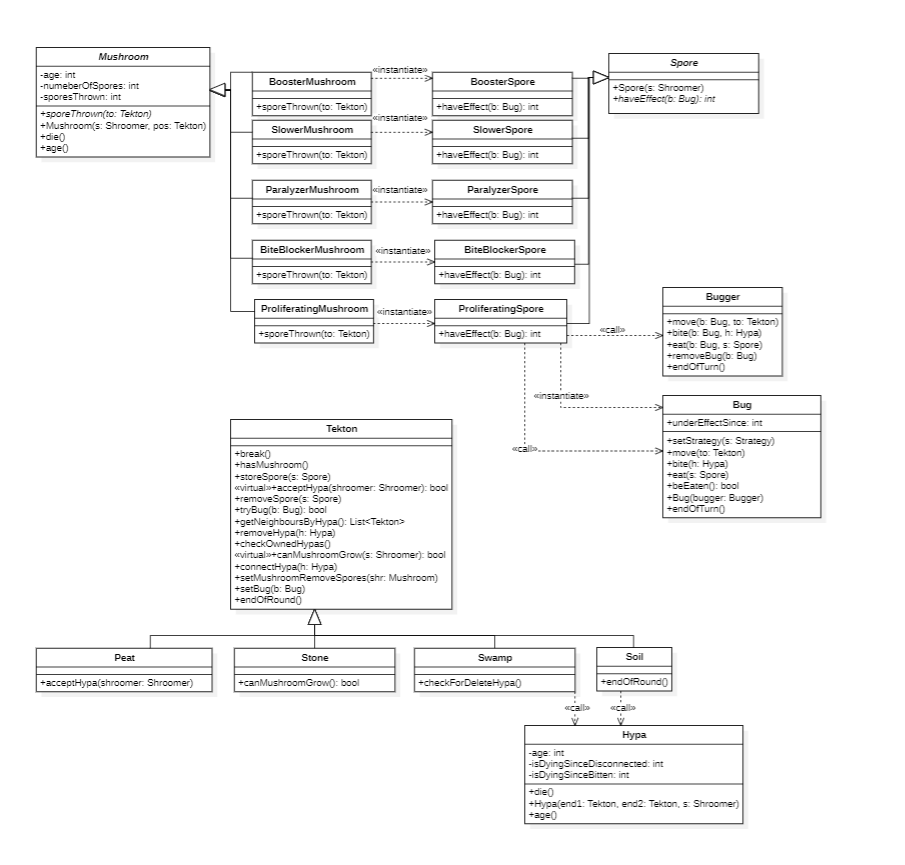 Mushroom
-age: int
-numeberOfSpores: int
-sporesThrown: int
+sporeThrown(to: Tekton)
+Mushroom(s: Shroomer, pos: Tekton)
+die()
+age()
BoosterMushroom
+sporeThrown(to: Tekton)
«instantiate»
BoosterSpore
+haveEffect(b: Bug): int
Spore
+Spore(s: Shroomer)
+haveEffect(b: Bug): int
SlowerMushroom
+sporeThrown(to: Tekton)
«instantiate»
SlowerSpore
+haveEffect(b: Bug): int
ParalyzerMushroom
+sporeThrown(to: Tekton)
«instantiate»
ParalyzerSpore
+haveEffect(b: Bug): int
BiteBlockerMushroom
+sporeThrown(to: Tekton)
«instantiate»
BiteBlockerSpore
+haveEffect(b: Bug): int
ProliferatingMushroom
+sporeThrown(to: Tekton)
«instantiate»
ProliferatingSpore
+haveEffect(b: Bug): int
«call»
Bugger
+move(b: Bug, to: Tekton)
+bite(b: Bug, h: Hypa)
+eat(b: Bug, s: Spore)
+removeBug(b: Bug)
+endOfTurn()
«instantiate»
«call»
Bug
+underEffectSince: int
+setStrategy(s: Strategy)
+move(to: Tekton)
+bite(h: Hypa)
+eat(s: Spore)
+beEaten(): bool
+Bug(bugger: Bugger)
+endOfTurn()
Tekton
+break()
+hasMushroom()
+storeSpore(s: Spore)
«virtual»+acceptHypa(shroomer: Shroomer): bool
+removeSpore(s: Spore)
+tryBug(b: Bug): bool
+getNeighboursByHypa(): List<Tekton>
+removeHypa(h: Hypa)
+checkOwnedHypas()
«virtual»+canMushroomGrow(s: Shroomer): bool
+connectHypa(h: Hypa)
+setMushroomRemoveSpores(shr: Mushroom)
+setBug(b: Bug)
+endOfRound()
Peat
+acceptHypa(shroomer: Shroomer)
Stone
+canMushroomGrow(): bool
Swamp
+checkForDeleteHypa()
Soil
+endOfRound()
«call»
«call»
Hypa
-age: int
-isDyingSinceDisconnected: int
-isDyingSinceBitten: int
+die()
+Hypa(end1: Tekton, end2: Tekton, s: Shroomer)
+age()